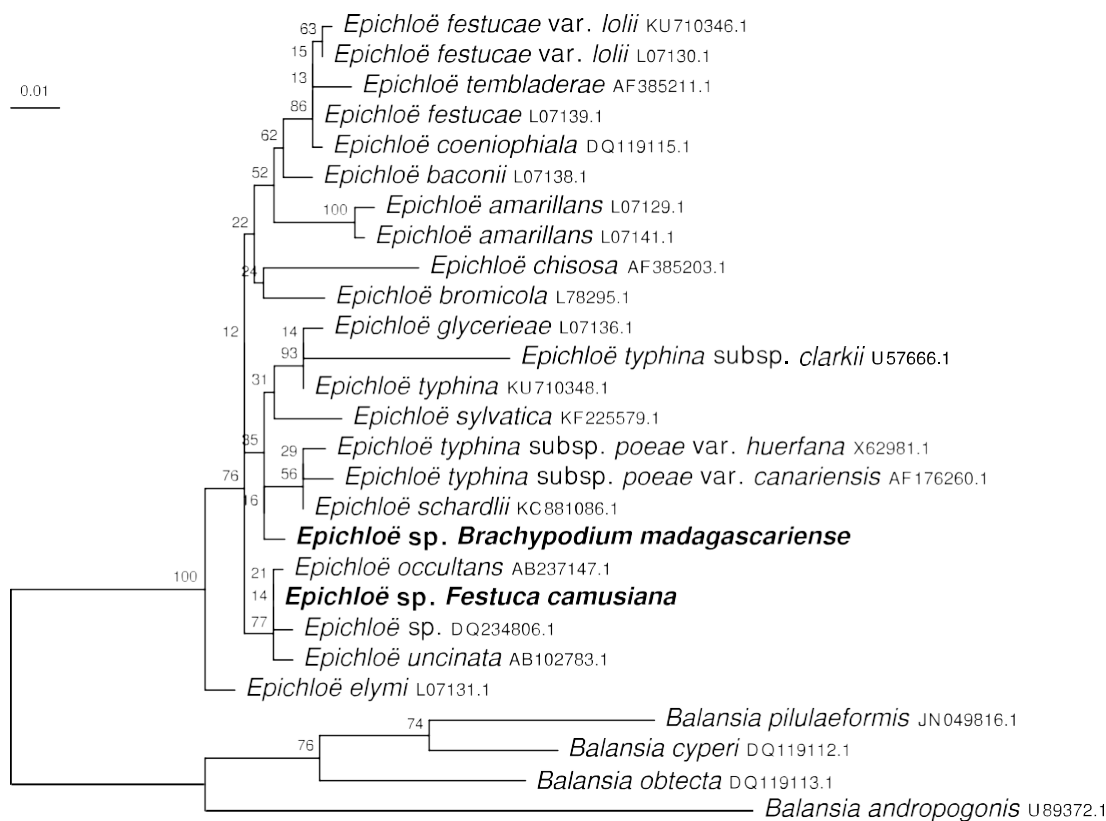 63
Epichloë festucae var. lolii KU710346.1
15
Epichloë festucae var. lolii L07130.1
13
Epichloë tembladerae AF385211.1
0.01
86
Epichloë festucae L07139.1
62
Epichloë coeniophiala DQ119115.1
52
Epichloë baconii L07138.1
100
Epichloë amarillans L07129.1
22
Epichloë amarillans L07141.1
24
Epichloë chisosa AF385203.1
Epichloë bromicola L78295.1
12
14
Epichloë glycerieae L07136.1
93
Epichloë typhina subsp. clarkii U57666.1
31
Epichloë typhina KU710348.1
Epichloë sylvatica KF225579.1
35
29
Epichloë typhina subsp. poeae var. huerfana X62981.1
76
56
Epichloë typhina subsp. poeae var. canariensis AF176260.1
16
Epichloë schardlii KC881086.1
Epichloë sp. Brachypodium madagascariense
100
21
Epichloë occultans AB237147.1
14
Epichloë sp. Festuca camusiana
77
Epichloë sp. DQ234806.1
Epichloë uncinata AB102783.1
Epichloë elymi L07131.1
74
Balansia pilulaeformis JN049816.1
76
Balansia cyperi DQ119112.1
Balansia obtecta DQ119113.1
Balansia andropogonis U89372.1